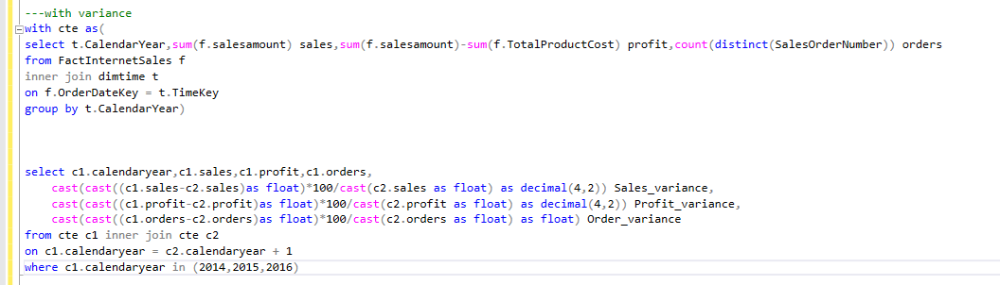 ---with variance
with cte as(
select t.CalendarYear,sum(f.salesamount) sales,sum(f.salesamount)-sum(f.TotalProductCost) profit,count(distinct(SalesOrderNumber)) orders
from FactInternetSales f
inner join dimtime t
on f.OrderDateKey = t.TimeKey
group by t.CalendarYear)
select c1.calendaryear,c1.sales,c1.profit,c1.orders,
cast(cast((c1.sales-c2.sales)as float)*100/cast(c2.sales as float) as decimal(4,2)) Sales_variance,
cast(cast((c1.profit-c2.profit)as float)*100/cast(c2.profit as float) as decimal(4,2)) Profit_variance,
cast(cast((c1.orders-c2.orders)as float)*100/cast(c2.orders as float) as float) Order_variance
from cte c1 inner join cte c2
on c1.calendaryear = c2.calendaryear + 1
where c1.calendaryear in (2014,2015,2016)